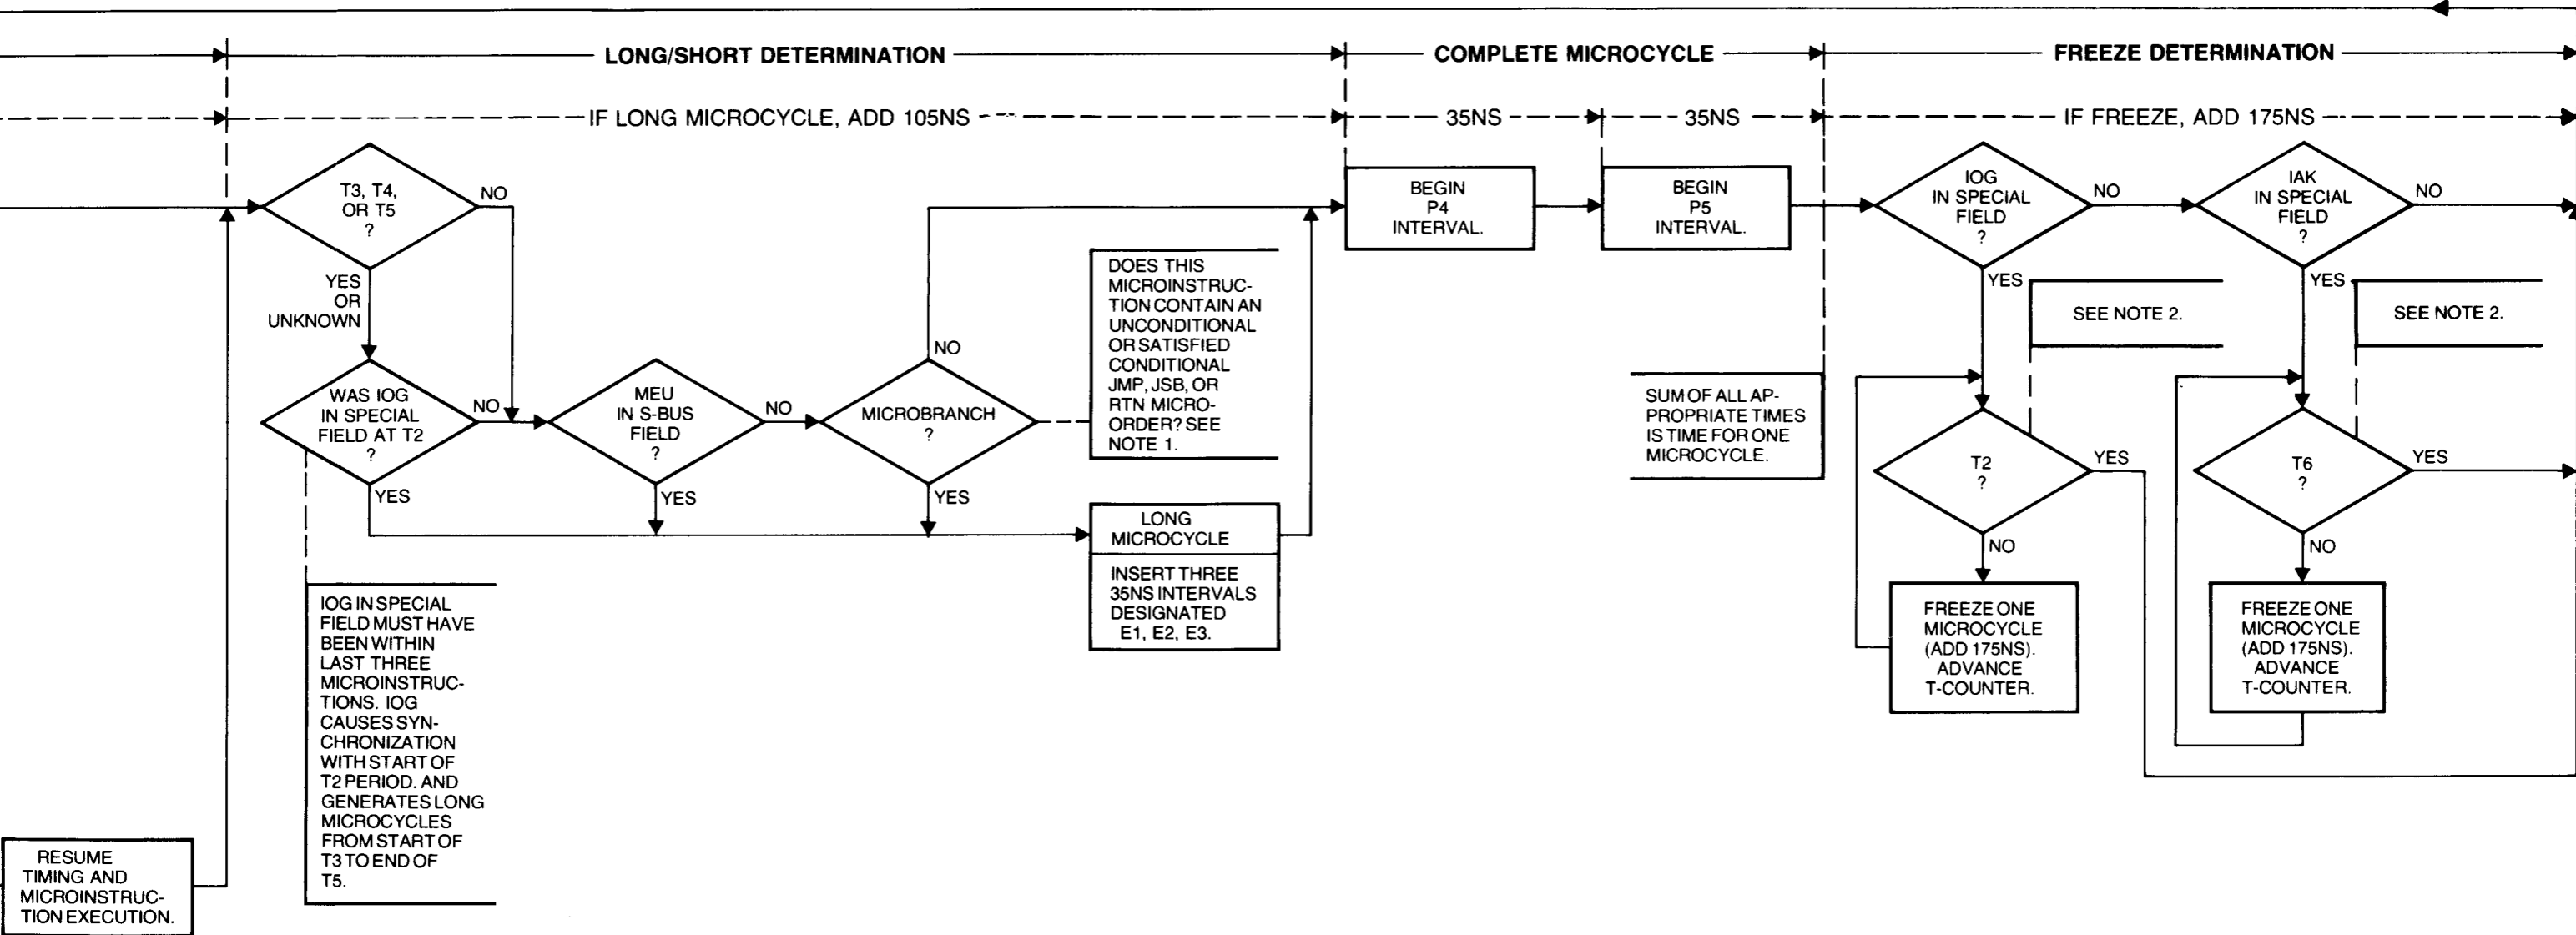 LONG/SHORT DETERMINATION
COMPLETE MICROCYCLE
FREEZE DETERMINATION
IF LONG MICROCYCLE, ADD 105NS
35NS
35NS
IF FREEZE, ADD 175NS
T3, T4,
OR T5
?
NO
YES
OR
UNKNOWN
WAS IOG
IN SPECIAL
FIELD AT T2
?
NO
YES
MEU
IN S-BUS
FIELD
?
NO
YES
MICROBRANCH
?
NO
YES
DOES THIS
MICROINSTRUC-
TION CONTAIN AN
UNCONDITIONAL
OR SATISFIED
CONDITIONAL
JMP, JSB, OR
RTN MICRO-
ORDER? SEE
NOTE 1.
LONG
MICROCYCLE
INSERT THREE
35NS INTERVALS
DESIGNATED
E1, E2, E3.
IOG IN SPECIAL
FIELD MUST HAVE
BEEN WITHIN
LAST THREE
MICROINSTRUC-
TIONS. IOG
CAUSES SYN-
CHRONIZATION
WITH START OF
T2 PERIOD. AND
GENERATES LONG
MICROCYCLES
FROM START OF
T3 TO END OF
T5.
RESUME
TIMING AND
MICROINSTRUC-
TION EXECUTION.
BEGIN
P4
INTERVAL.
BEGIN
P5
INTERVAL.
SUM OF ALL AP-
PROPRIATE TIMES
IS TIME FOR ONE
MICROCYCLE.
IOG
IN SPECIAL
FIELD
?
NO
YES
SEE NOTE 2.
T2
?
YES
NO
FREEZE ONE
MICROCYCLE
(ADD 175NS).
ADVANCE
T-COUNTER.
IAK
IN SPECIAL
FIELD
?
NO
YES
SEE NOTE 2.
T6
?
YES
NO
FREEZE ONE
MICROCYCLE
(ADD 175NS).
ADVANCE
T-COUNTER.